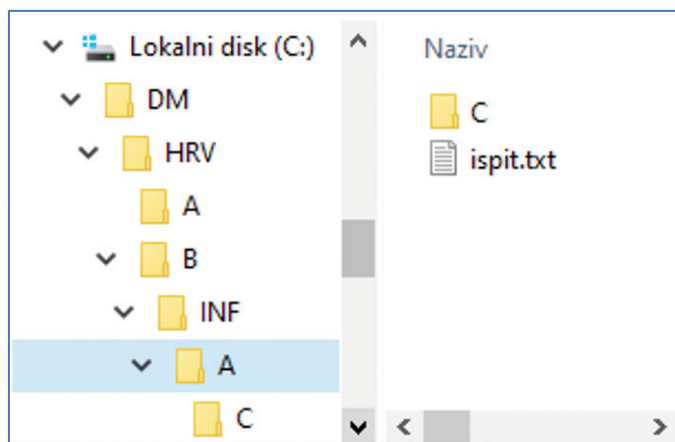 Lokalni disk (C:)
DM
HRV
A
B
INF
A
C
Naziv
C
ispit.txt